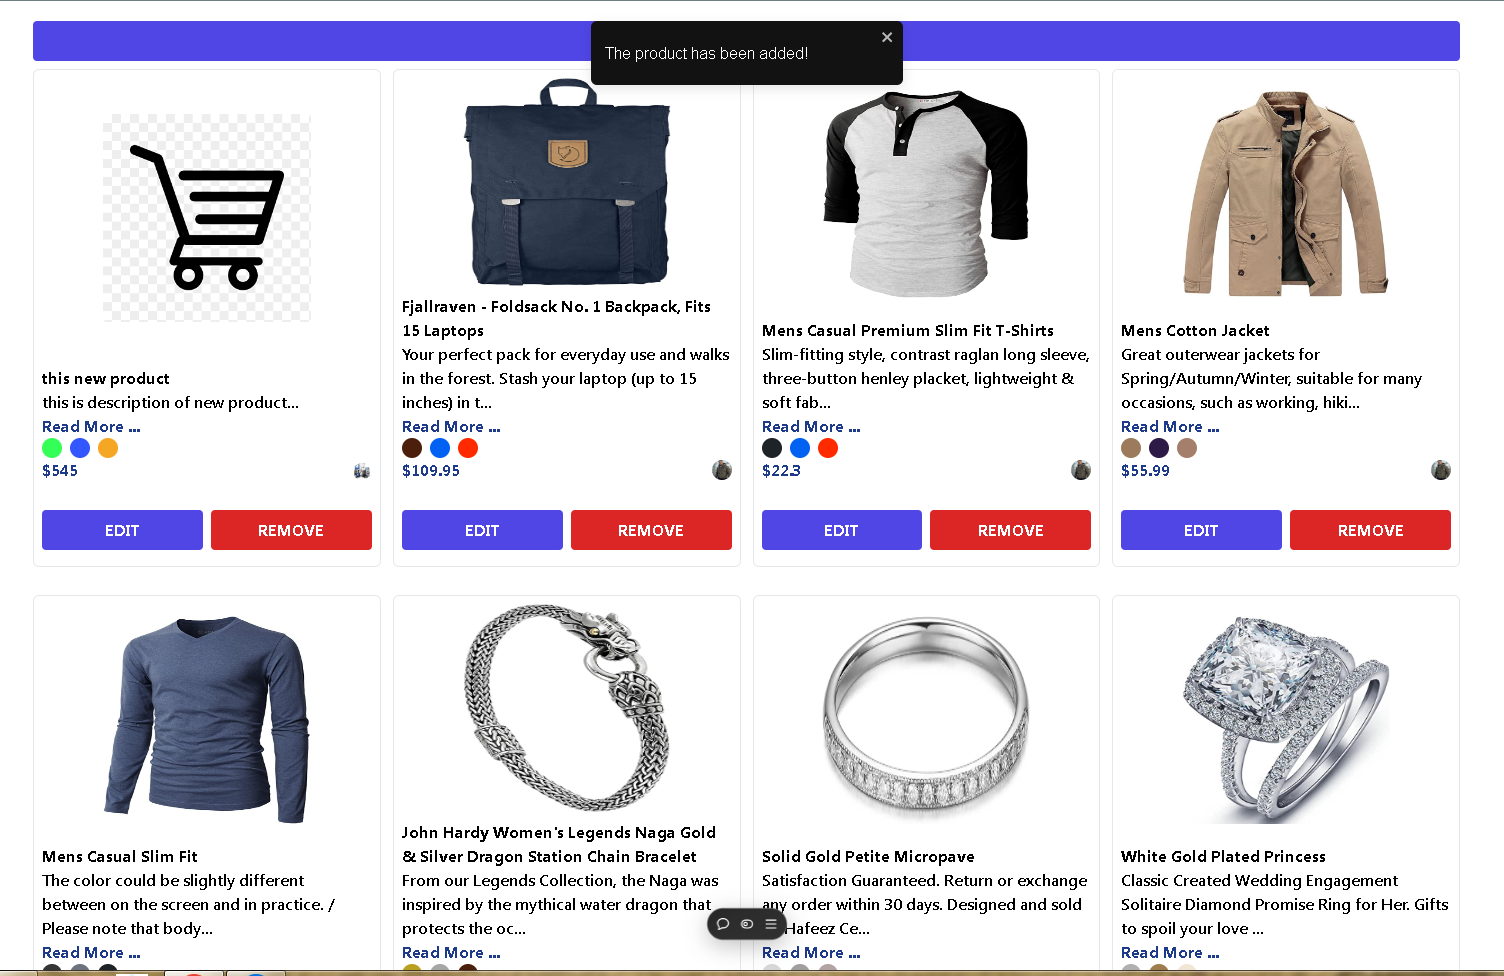 The product has been added!
this new product
this is description of new product...
Read More ...
$545
EDIT
REMOVE
Fjallraven - Foldsack No. 1 Backpack, Fits
15 Laptops
Your perfect pack for everyday use and walks
in the forest. Stash your laptop (up to 15
inches) in t...
Read More ...
$109.95
EDIT
REMOVE
Mens Casual Premium Slim Fit T-Shirts
Slim-fitting style, contrast raglan long sleeve,
three-button henley placket, lightweight &
soft fab...
Read More ...
$22.3
EDIT
REMOVE
Mens Cotton Jacket
Great outerwear jackets for
Spring/Autumn/Winter, suitable for many
occasions, such as working, hiki...
Read More ...
$55.99
EDIT
REMOVE
Mens Casual Slim Fit
The color could be slightly different
between on the screen and in practice. /
Please note that body...
Read More ...
John Hardy Women's Legends Naga Gold
& Silver Dragon Station Chain Bracelet
From our Legends Collection, the Naga was
inspired by the mythical water dragon that
protects the oc...
Read More ...
Solid Gold Petite Micropave
Satisfaction Guaranteed. Return or exchange
any order within 30 days. Designed and sold
Hafeez Ce...
Read More ...
White Gold Plated Princess
Classic Created Wedding Engagement
Solitaire Diamond Promise Ring for Her. Gifts
to spoil your love ...
Read More ...